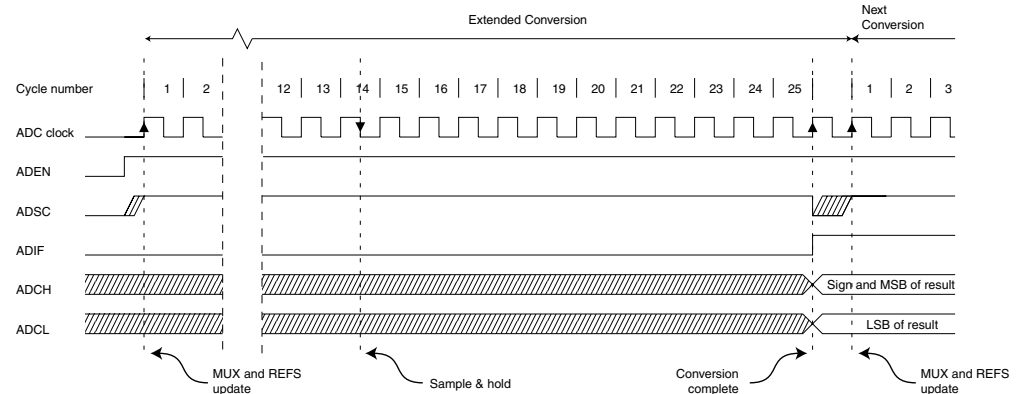 Extended Conversion
Next
Conversion
Cycle number 1 2 12 13 14 15 16 17 18 19 20 21 22 23 24 25 1 2 3
ADC clock
ADEN
ADSC
ADIF
ADCH Sign and MSB of result
ADCL LSB of result
MUX and REFS
update
Sample & hold
Conversion
complete
MUX and REFS
update